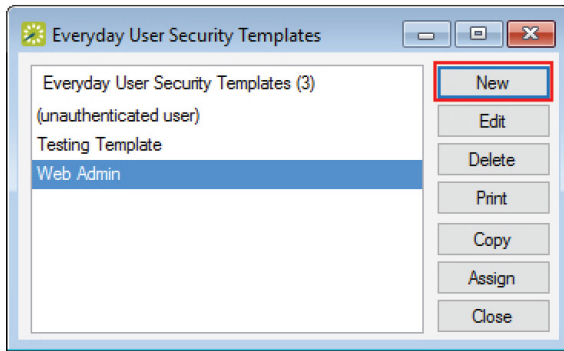 Everyday User Security Templates
Everyday User Security Templates (3)
(unauthenticated user)
Testing Template
Web Admin
New
Edit
Delete
Print
Copy
Assign
Close